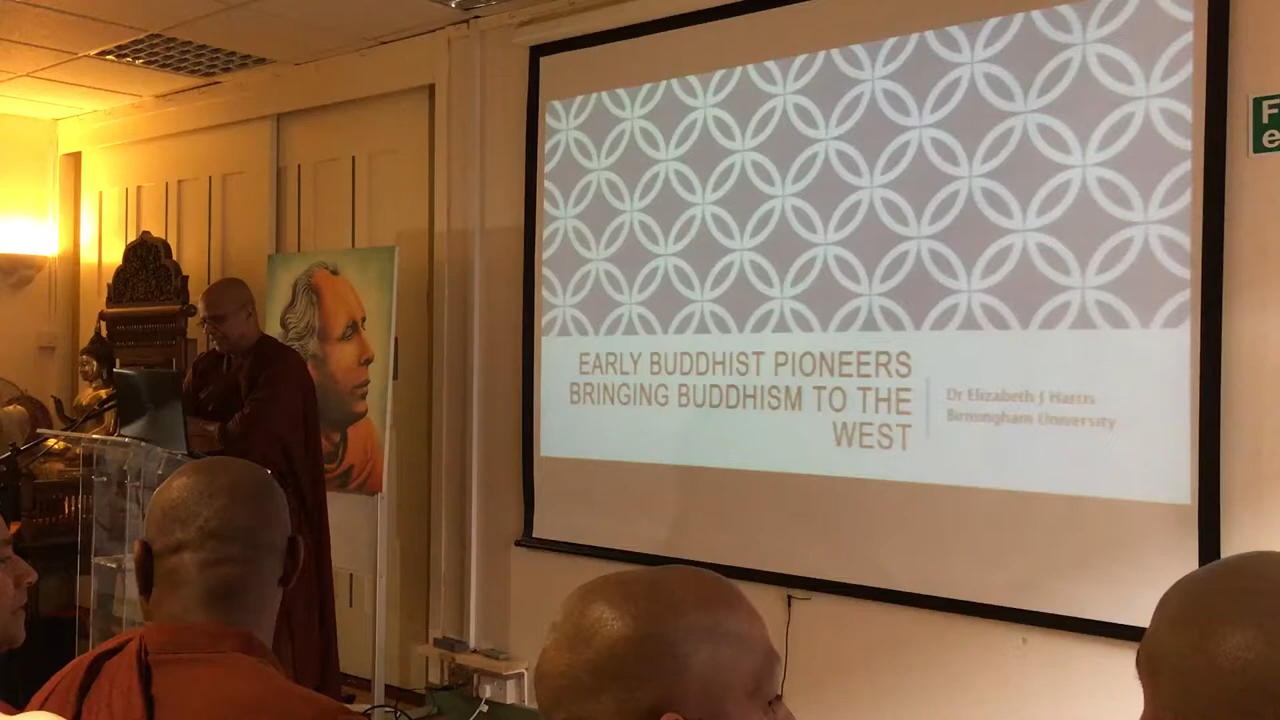 EARLY BUDDHIST PIONEERS
BRINGING BUDDHISM TO THE
WEST
Dr Elizabeth J Harris
Birmingham University
F
e